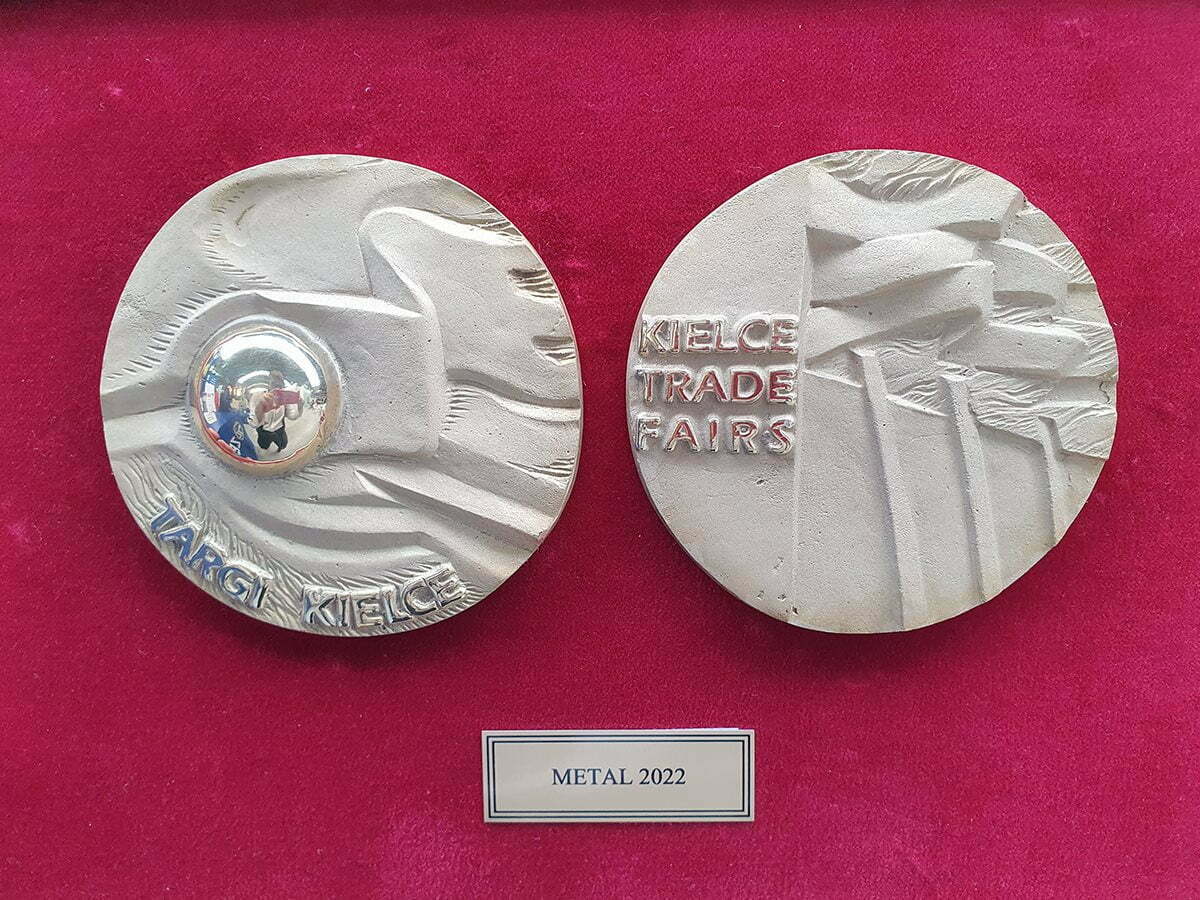 TARGI KIELCE
KIELCE
TRADE
FAIRS
METAL 2022